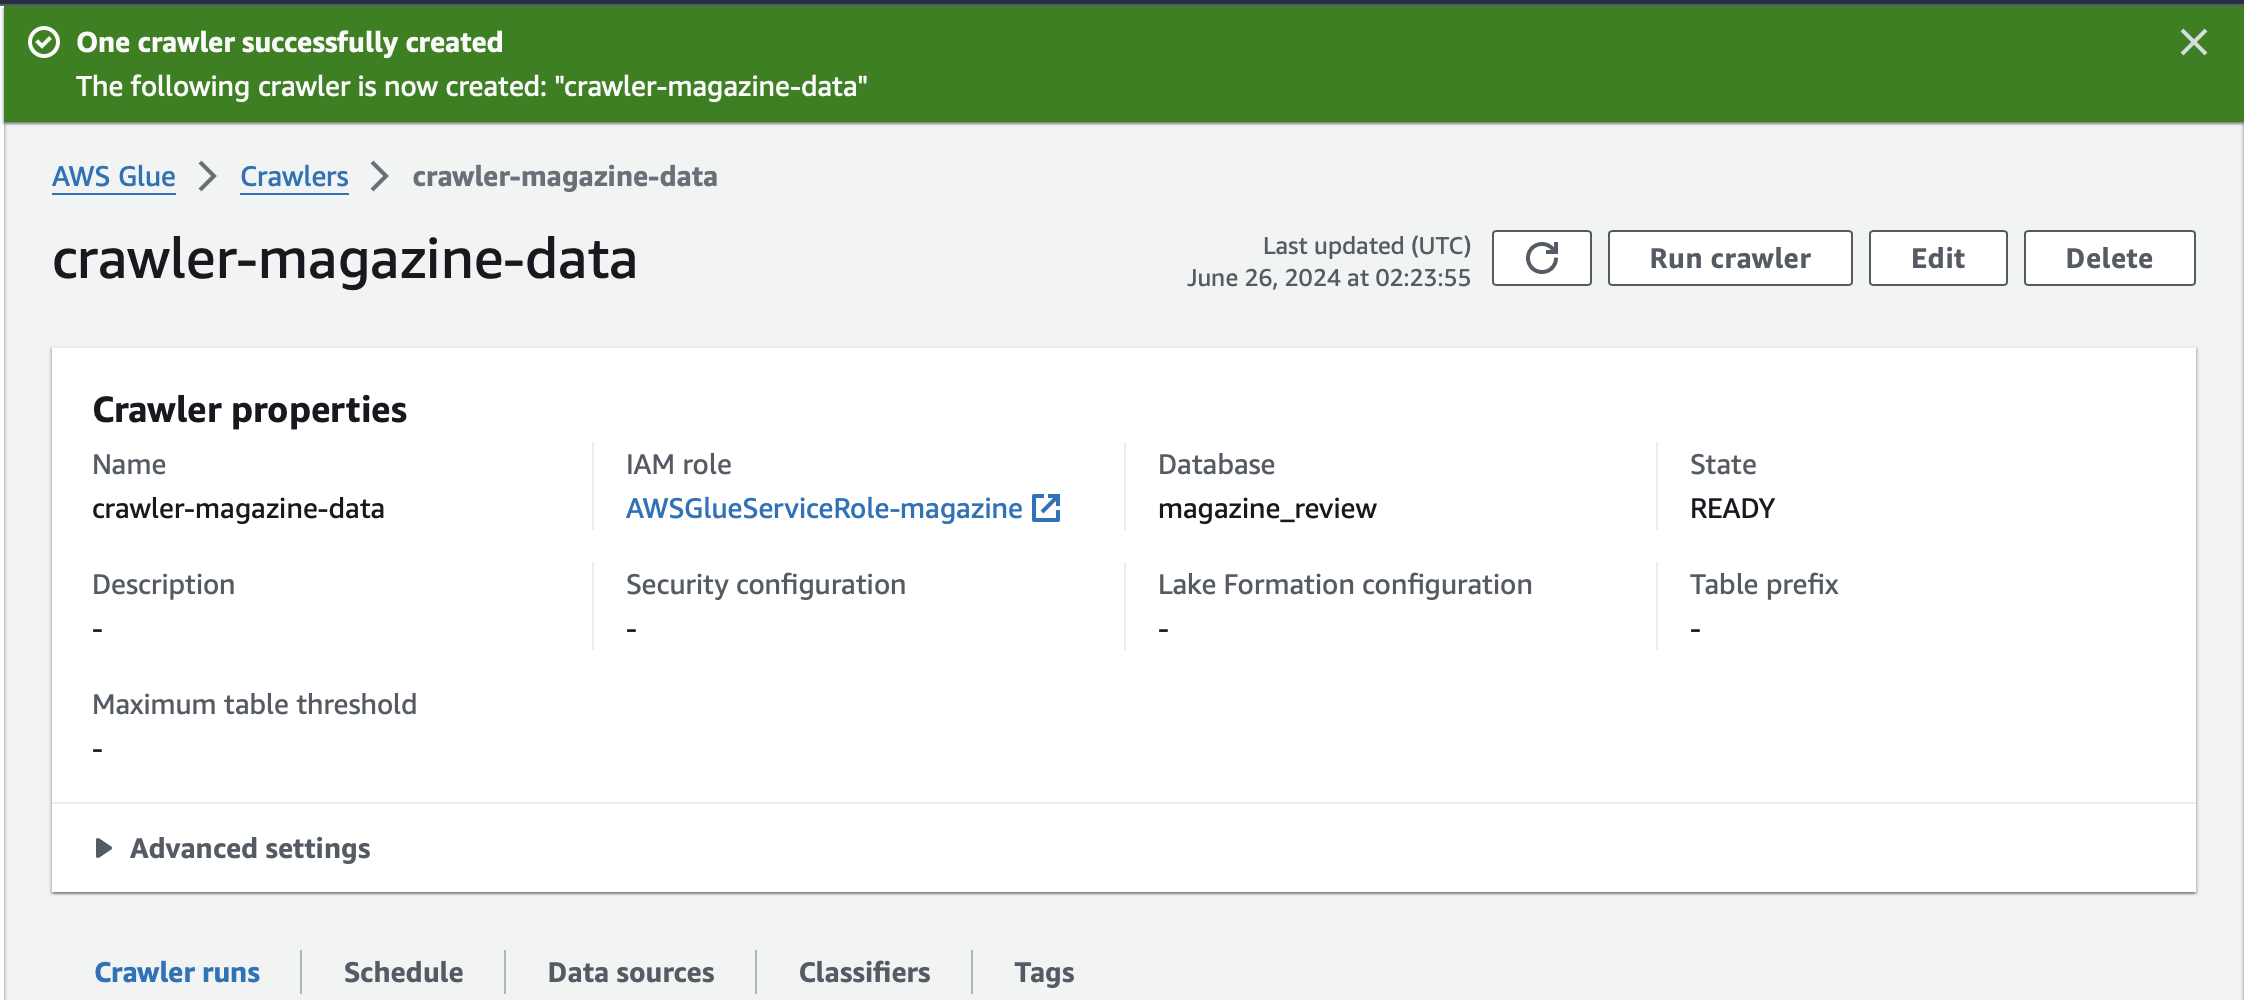 One crawler successfully created
The following crawler is now created: "crawler-magazine-data"
AWS Glue
Crawlers
crawler-magazine-data
crawler-magazine-data
Last updated (UTC)
June 26, 2024 at 02:23:55
Run crawler
Edit
Delete
Crawler properties
Name
crawler-magazine-data
IAM role
AWSGlueServiceRole-magazine
Database
magazine_review
State
READY
Description
-
Security configuration
-
Lake Formation configuration
-
Table prefix
-
Maximum table threshold
-
Advanced settings
Crawler runs
Schedule
Data sources
Classifiers
Tags